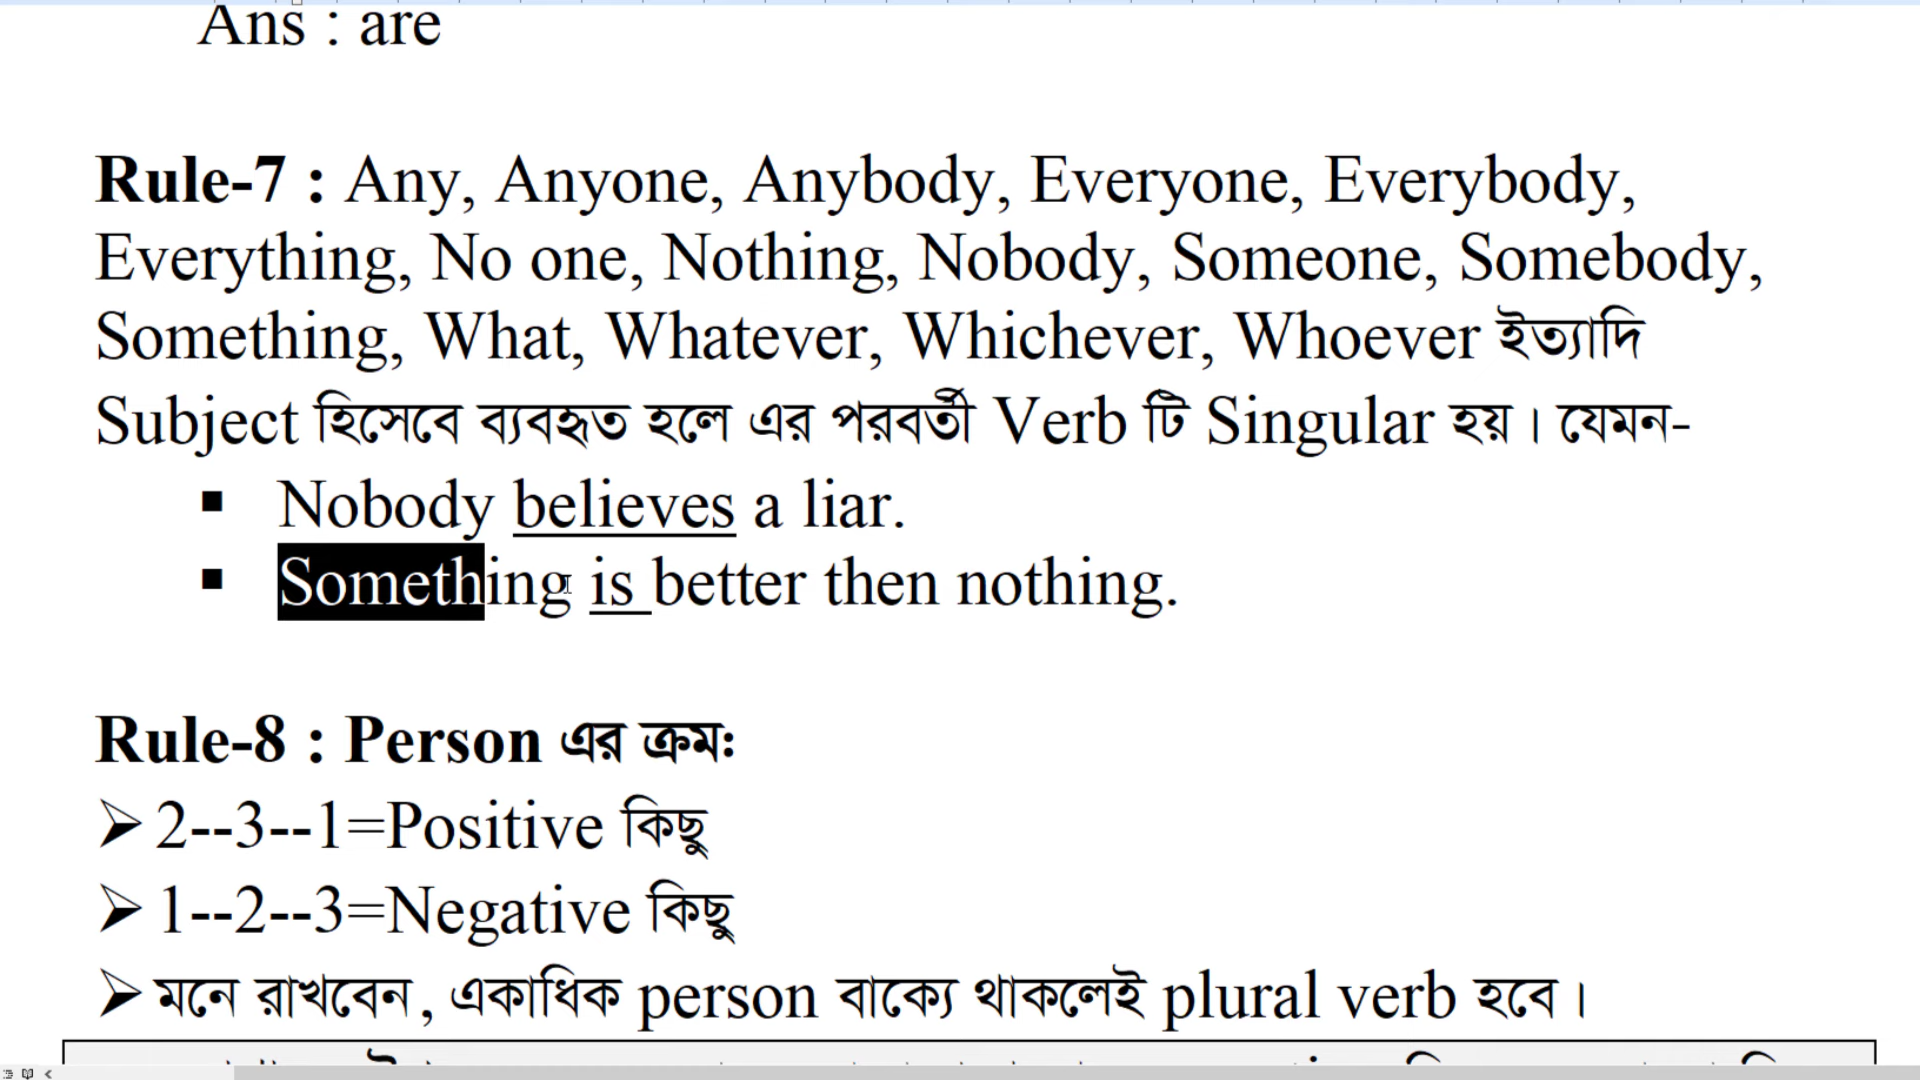 Ans : are
Rule-7 : Any, Anyone, Anybody, Everyone, Everybody,
Everything, No one, Nothing, Nobody, Someone, Somebody,
Something, What, Whatever, Whichever, Whoever ইত্যাদি
Subject হিসেবে ব্যবহৃত হলে এর পরবর্তী Verb টি Singular হয়। যেমন-
▪ Nobody believes a liar.
▪ Something is better then nothing.
Rule-8 : Person এর ক্রমঃ
➢ 2--3--1=Positive কিছু
➢ 1--2--3=Negative কিছু
➢ মনে রাখবেন, একাধিক person বাক্যে থাকলেই plural verb হবে।